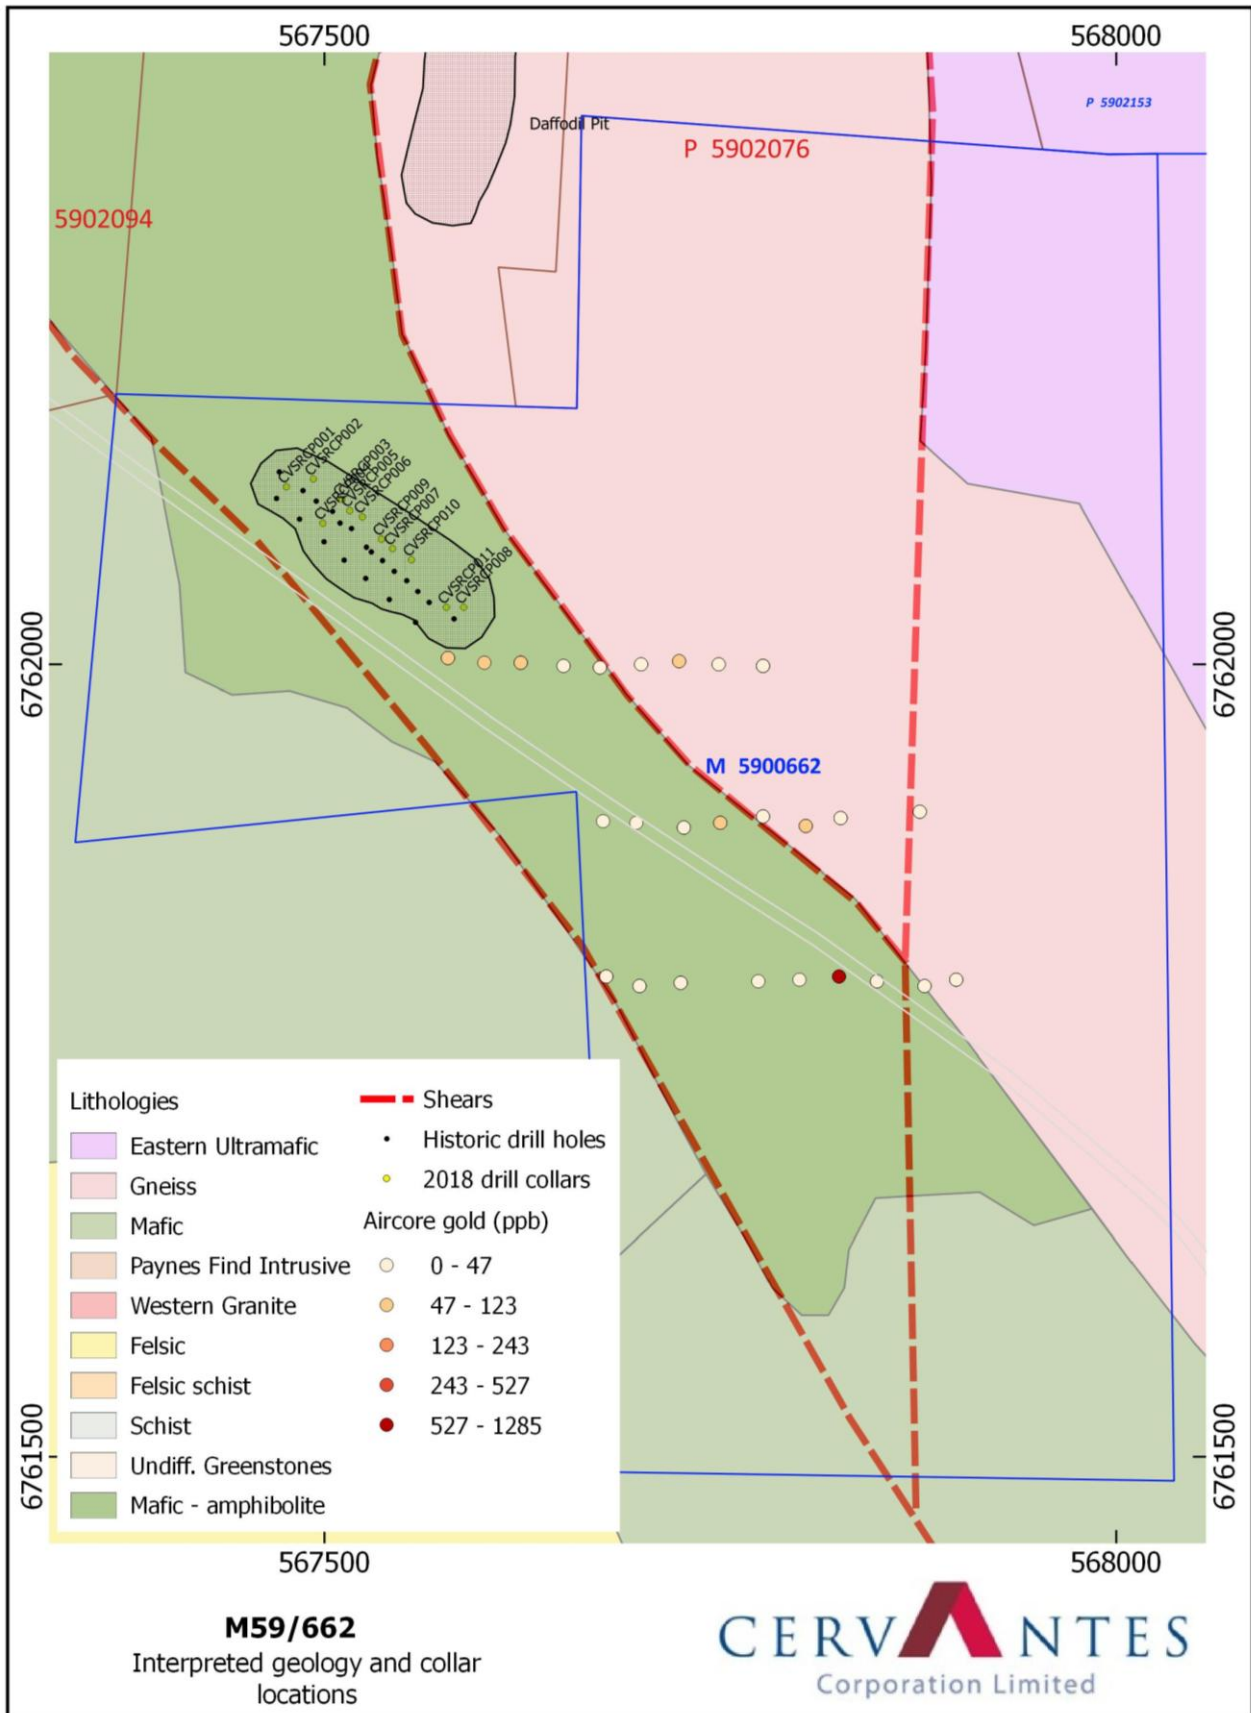 567500
568000
P 5902153
Daffodil Pit
P 5902076
5902094
CVSRCP001
CVSRCP002
CVSRCP003
CVSRCP005
CVSRCP006
CVSRCP009
CVSRCP007
CVSRCP010
CVSRCP011
CVSRCP008
6762000
6762000
M 5900662
Lithologies
Eastern Ultramafic
Gneiss
Mafic
Paynes Find Intrusive
Western Granite
Felsic
Felsic schist
Schist
Undiff. Greenstones
Mafic - amphibolite
Shears
Historic drill holes
2018 drill collars
Aircore gold (ppb)
0 - 47
47 - 123
123 - 243
243 - 527
527 - 1285
6761500
6761500
567500
568000
M59/662
Interpreted geology and collar
locations
CERVANTES
Corporation Limited